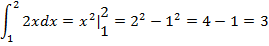 ∫₁² 2xdx = x²|₁² = 2² − 1² = 4 − 1 = 3